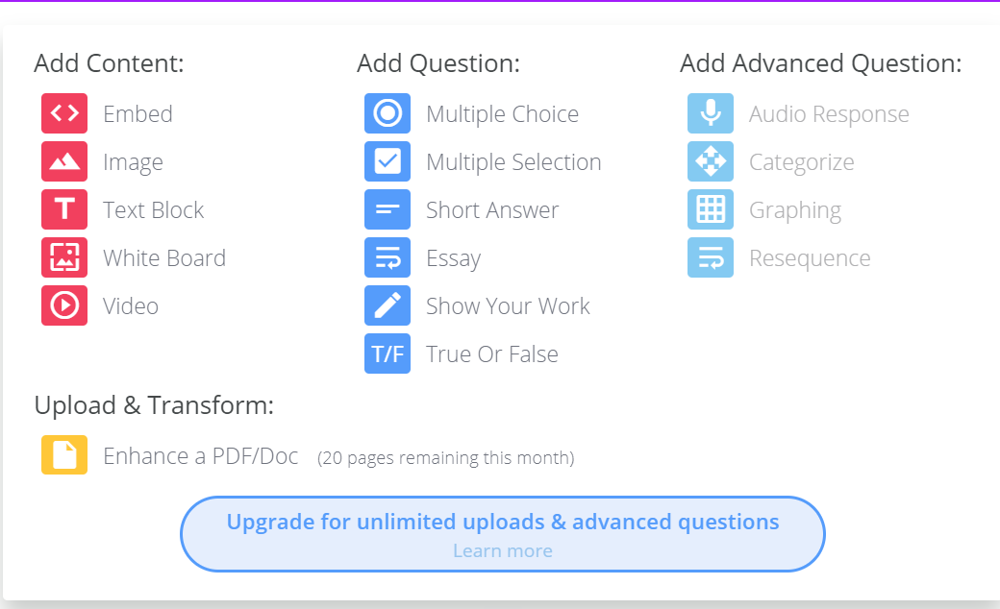 Add Content:
Embed
Image
T Text Block
White Board
Video
Add Question:
Multiple Choice
Multiple Selection
Short Answer
Essay
Show Your Work
T/F True Or False
Add Advanced Question:
Audio Response
Categorize
Graphing
Resequence
Upload & Transform:
Enhance a PDF/Doc (20 pages remaining this month)
Upgrade for unlimited uploads & advanced questions
Learn more